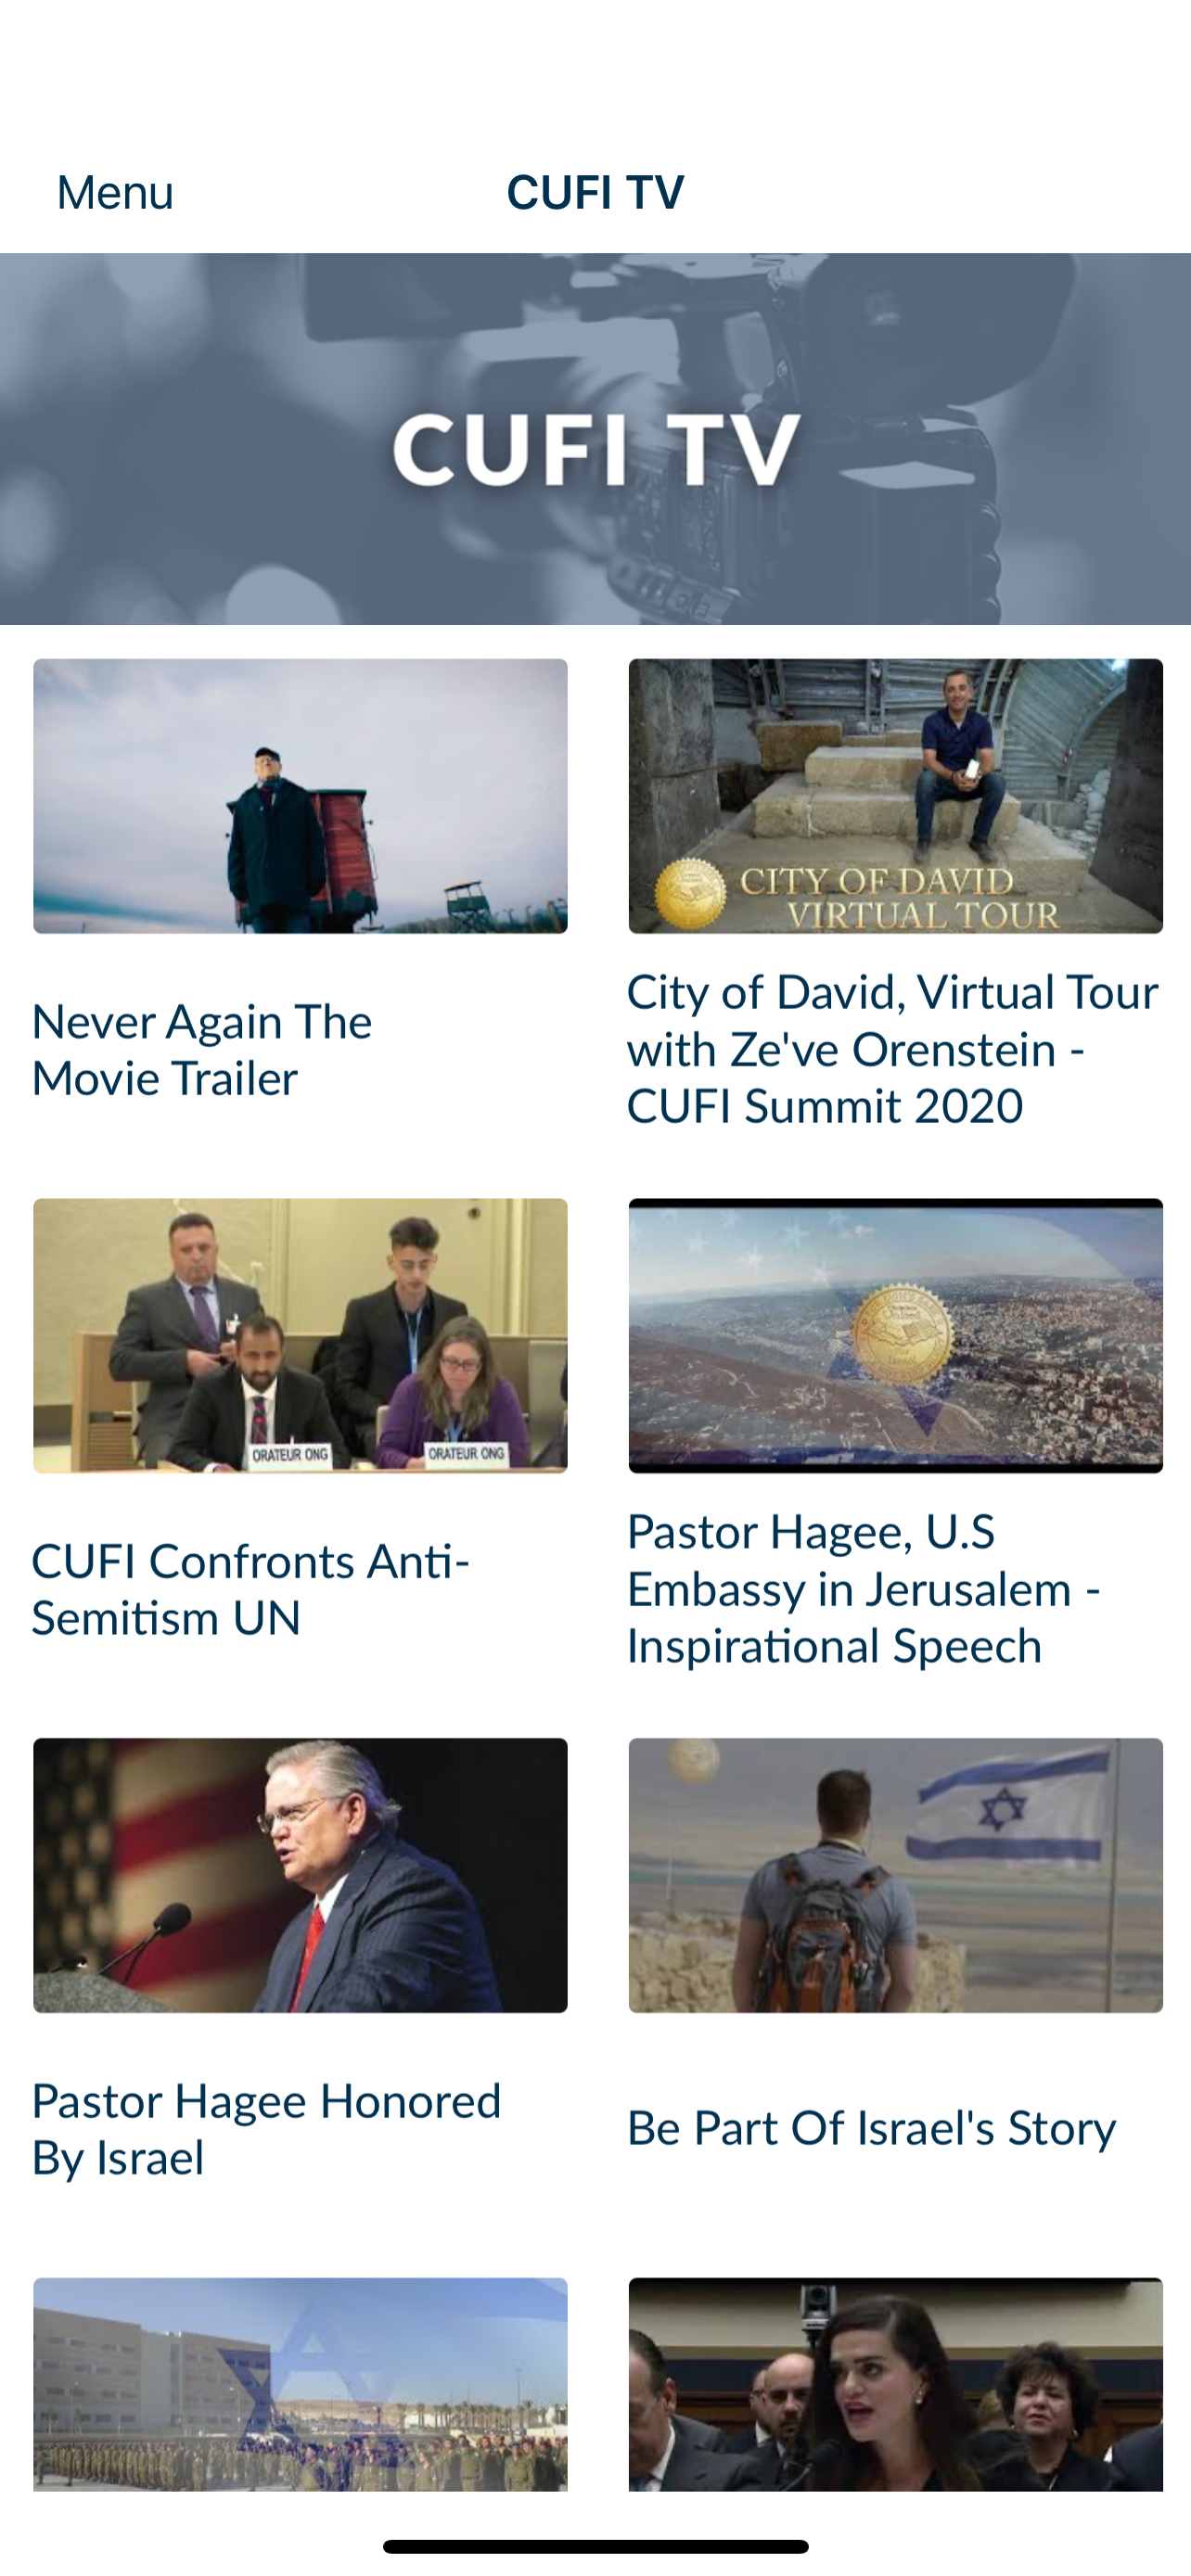 Menu
CUFI TV
CUFI TV
CITY OF DAVID
VIRTUAL TOUR
Never Again The
Movie Trailer
City of David, Virtual Tour
with Ze've Orenstein -
CUFI Summit 2020
ORATEUR ONG
ORATEUR ONG
CUFI Confronts Anti-
Semitism UN
Pastor Hagee, U.S
Embassy in Jerusalem -
Inspirational Speech
Pastor Hagee Honored
By Israel
Be Part Of Israel's Story